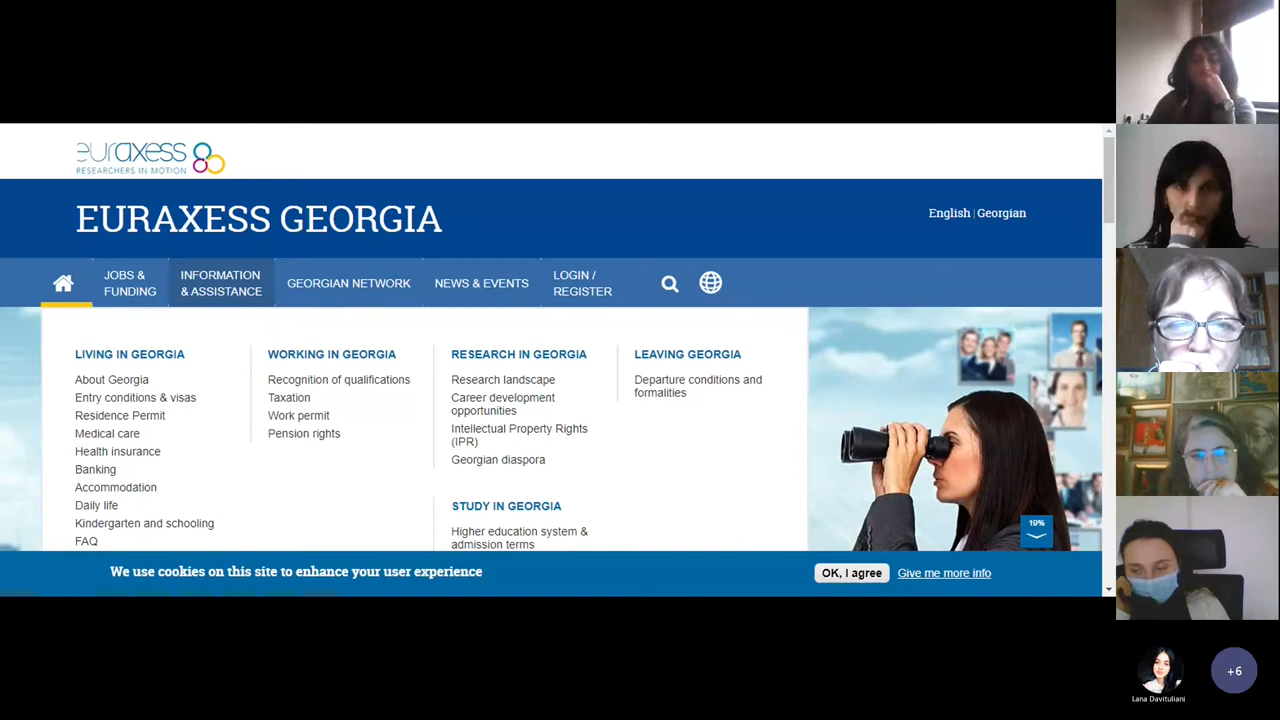 euraxess
RESEARCHERS IN MOTION
EURAXESS GEORGIA
English | Georgian
JOBS &
FUNDING
INFORMATION
& ASSISTANCE
GEORGIAN NETWORK
NEWS & EVENTS
LOGIN /
REGISTER
LIVING IN GEORGIA
About Georgia
Entry conditions & visas
Residence Permit
Medical care
Health insurance
Banking
Accommodation
Daily life
Kindergarten and schooling
FAQ
WORKING IN GEORGIA
Recognition of qualifications
Taxation
Work permit
Pension rights
RESEARCH IN GEORGIA
Research landscape
Career development
opportunities
Intellectual Property Rights
(IPR)
Georgian diaspora
STUDY IN GEORGIA
Higher education system &
admission terms
LEAVING GEORGIA
Departure conditions and
formalities
19%
We use cookies on this site to enhance your user experience
OK, I agree
Give me more info
Lana Davituliani
+6